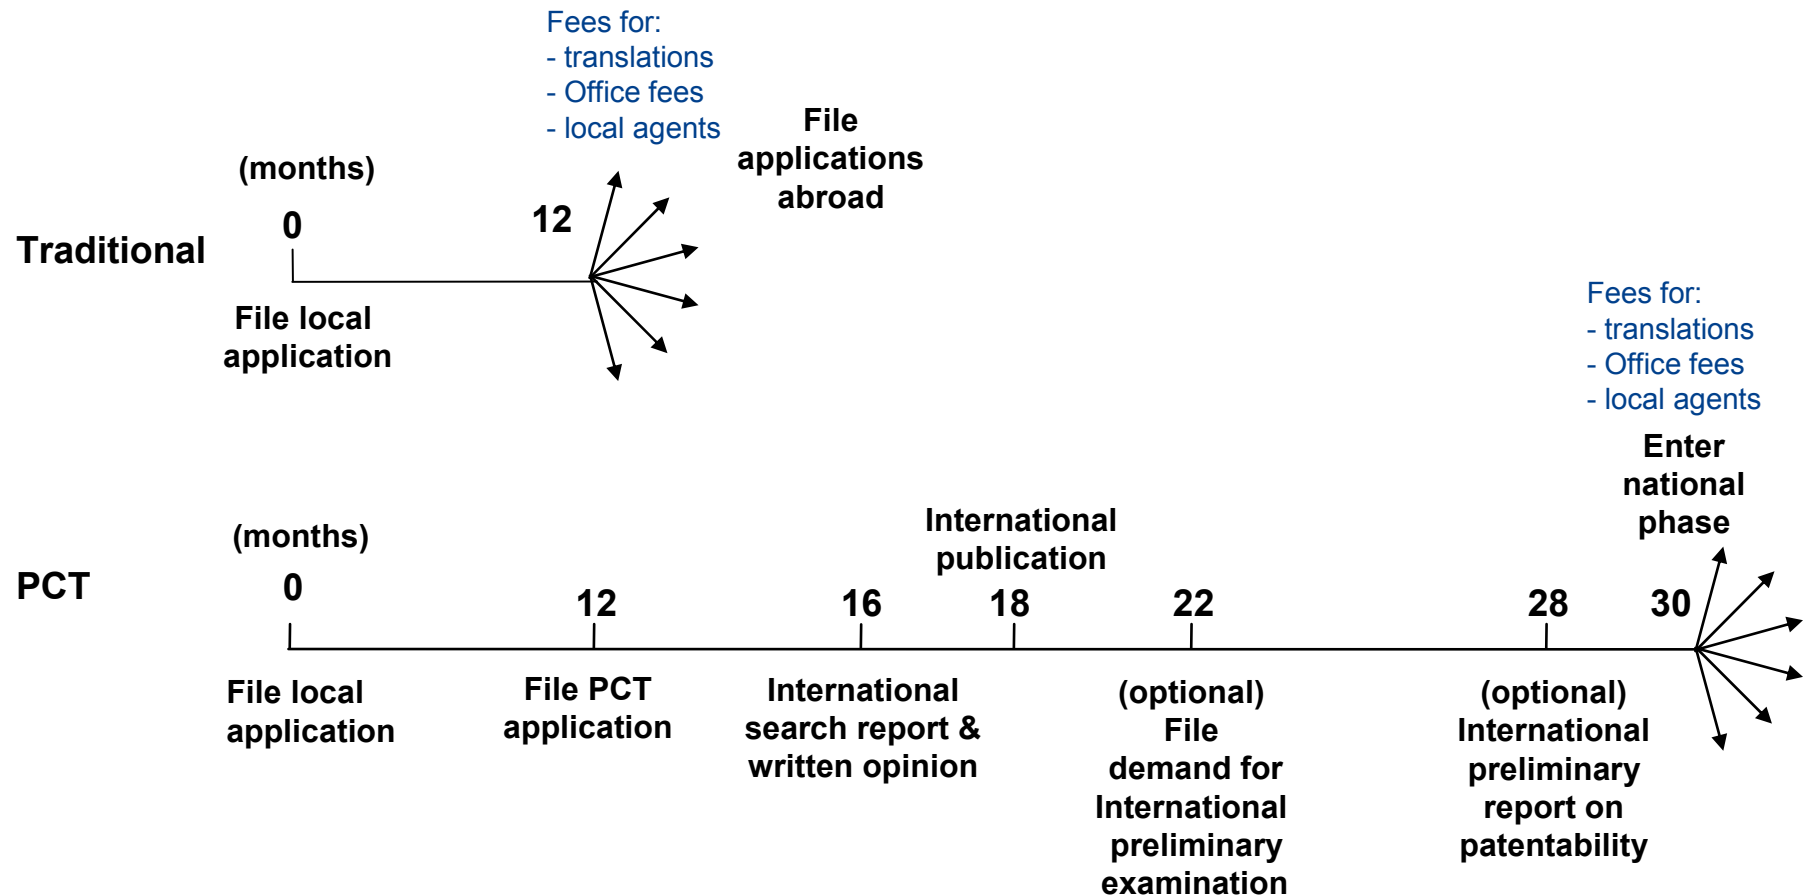 Fees for:
- translations
- Office fees
- local agents
File
applications
abroad
(months)
0
12
Traditional
File local
application
Fees for:
- translations
- Office fees
- local agents
Enter
national
phase
International
publication
(months)
PCT
0
12
16
18
22
28
30
File local
application
File PCT
application
International
search report &
written opinion
(optional)
File
demand for
International
preliminary
examination
(optional)
International
preliminary
report on
patentability